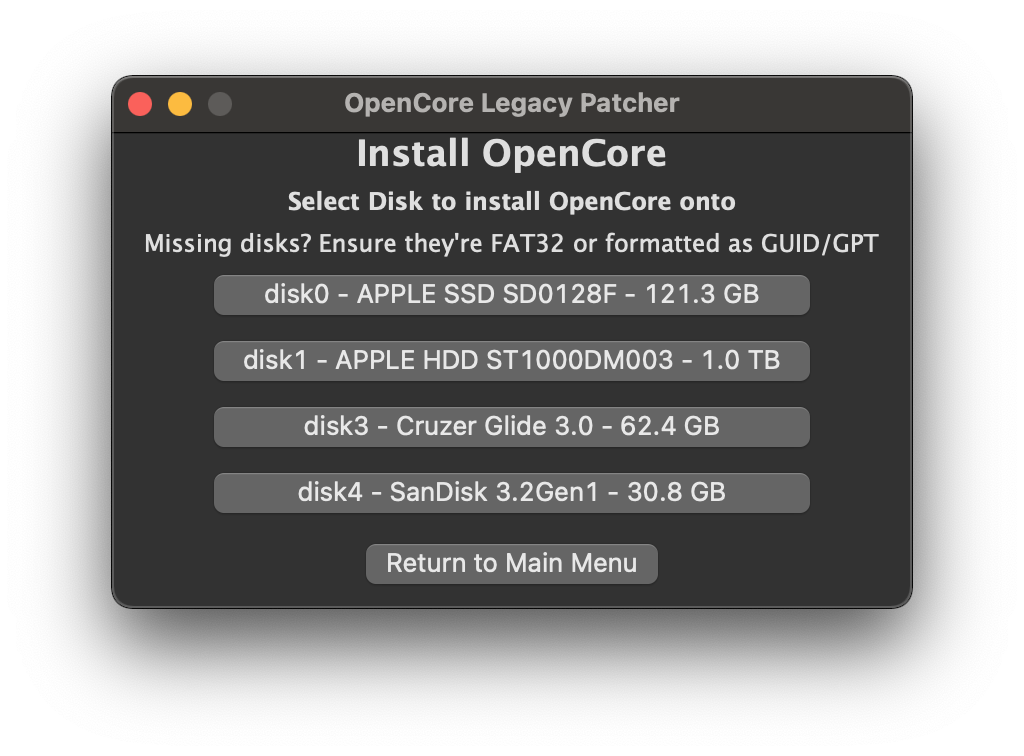 OpenCore Legacy Patcher
Install OpenCore
Select Disk to install OpenCore onto
Missing disks? Ensure they're FAT32 or formatted as GUID/GPT
disk0 - APPLE SSD SD0128F - 121.3 GB
disk1 - APPLE HDD ST1000DM003 - 1.0 TB
disk3 - Cruzer Glide 3.0 - 62.4 GB
disk4 - SanDisk 3.2Gen1 - 30.8 GB
Return to Main Menu